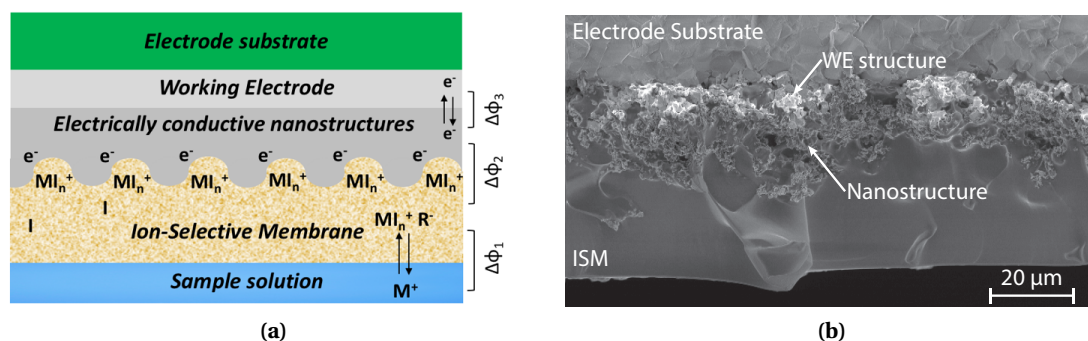 Electrode substrate
Working Electrode
e⁻
Electrically conductive nanostructures
e⁻
Δϕ₃
e⁻ e⁻ e⁻ e⁻ e⁻ e⁻
MIₙ⁺ MIₙ⁺ MIₙ⁺ MIₙ⁺ MIₙ⁺ MIₙ⁺
Δϕ₂
I I
MIₙ⁺ R⁻
Ion-Selective Membrane
Δϕ₁
Sample solution
M⁺
(a)
Electrode Substrate
WE structure
Nanostructure
ISM
20 μm
(b)